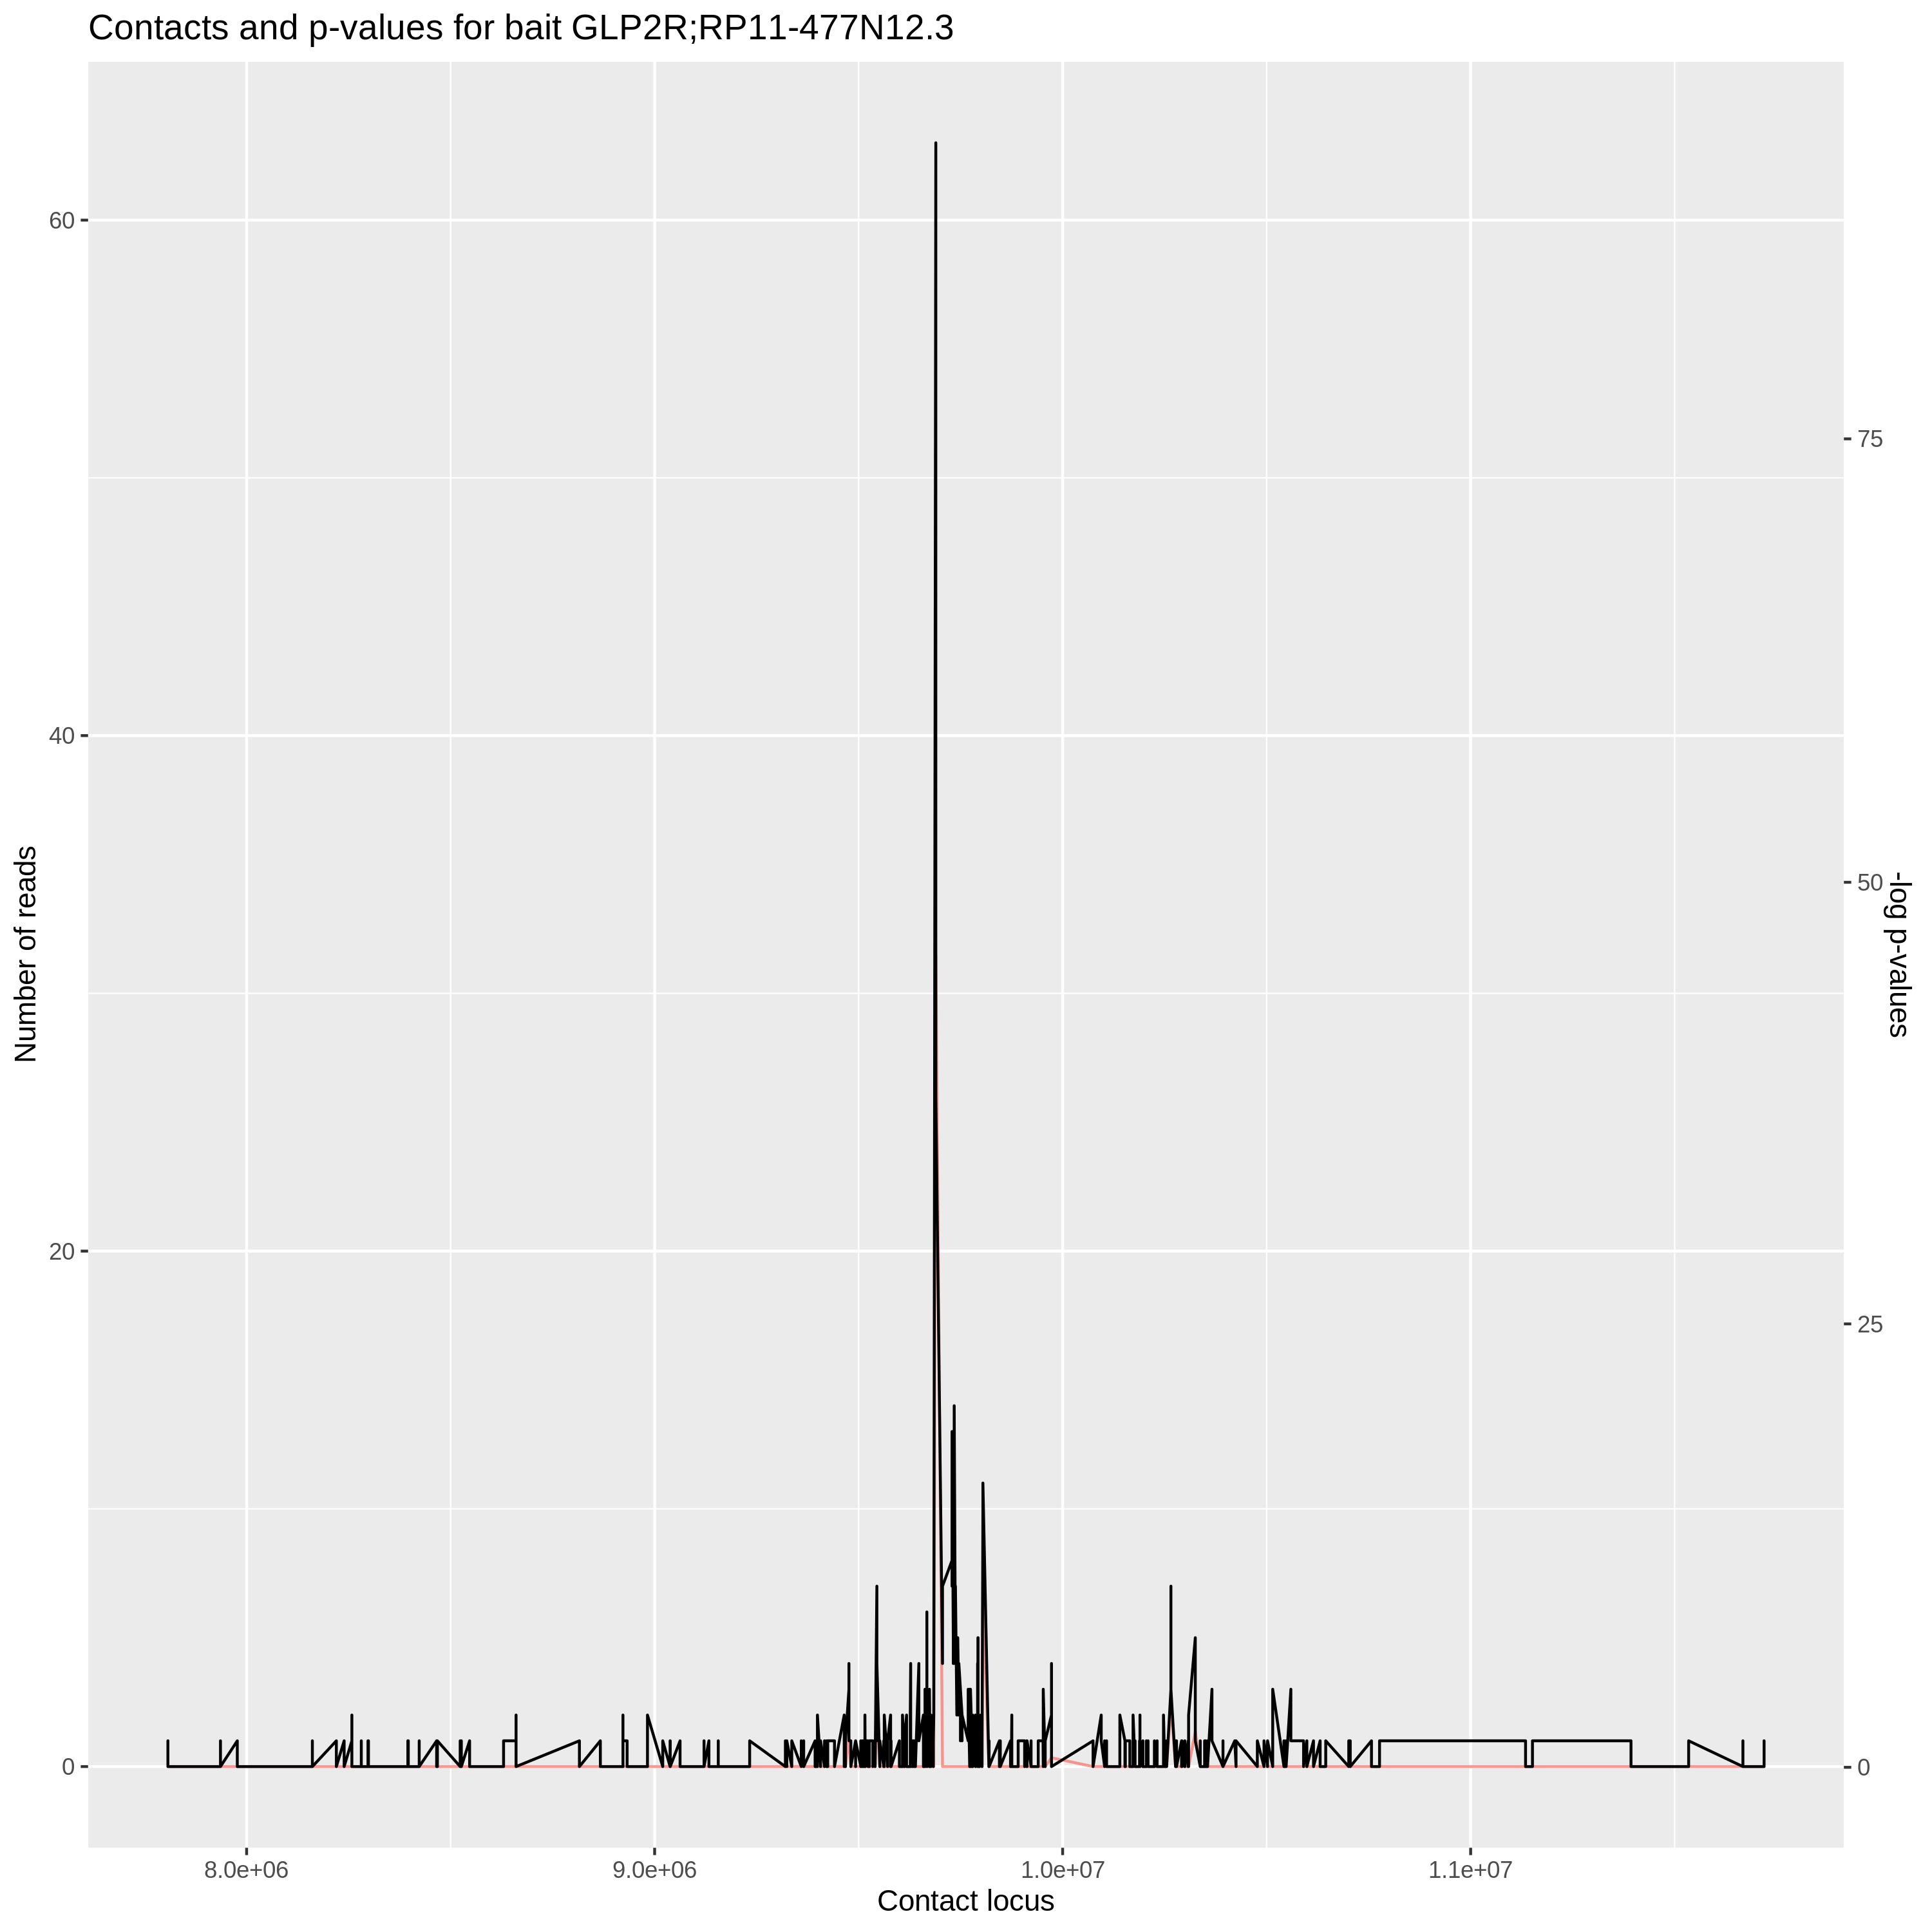 Contacts and p-values for bait GLP2R;RP11-477N12.3
60
40
20
0
Number of reads
75
50
25
0
-log p-values
8.0e+06 9.0e+06 1.0e+07 1.1e+07
Contact locus